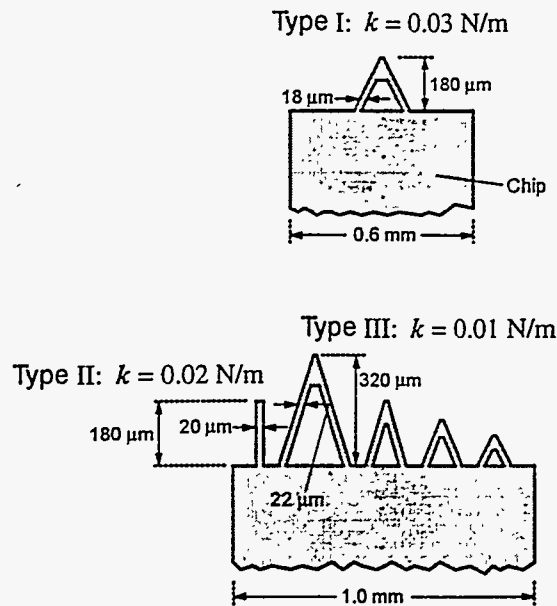 Type I: k = 0.03 N/m
180 μm
18 μm
Chip
0.6 mm
Type III: k = 0.01 N/m
Type II: k = 0.02 N/m
320 μm
20 μm
180 μm
22 μm
1.0 mm